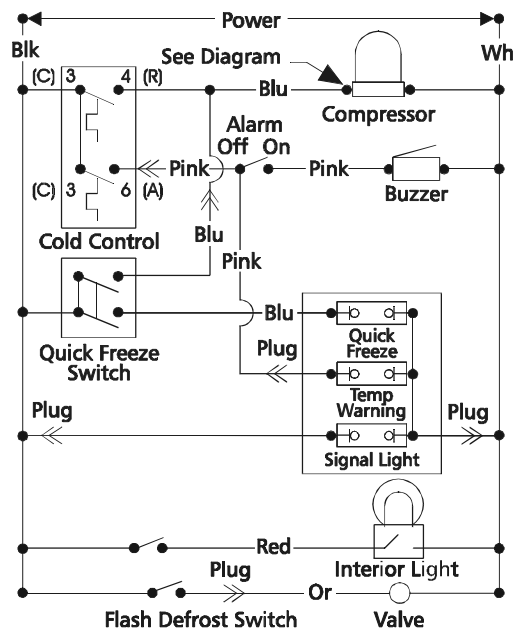 Power
Blk
Wh
See Diagram
(C) 3 4 (R)
Blu
Compressor
Alarm
Off On
Pink
Pink
Buzzer
(C) 3 6 (A)
Cold Control
Blu
Pink
Blu
Quick
Freeze
Quick Freeze
Switch
Plug
Temp
Warning
Plug
Plug
Signal Light
Red
Interior Light
Plug
Or
Flash Defrost Switch
Valve